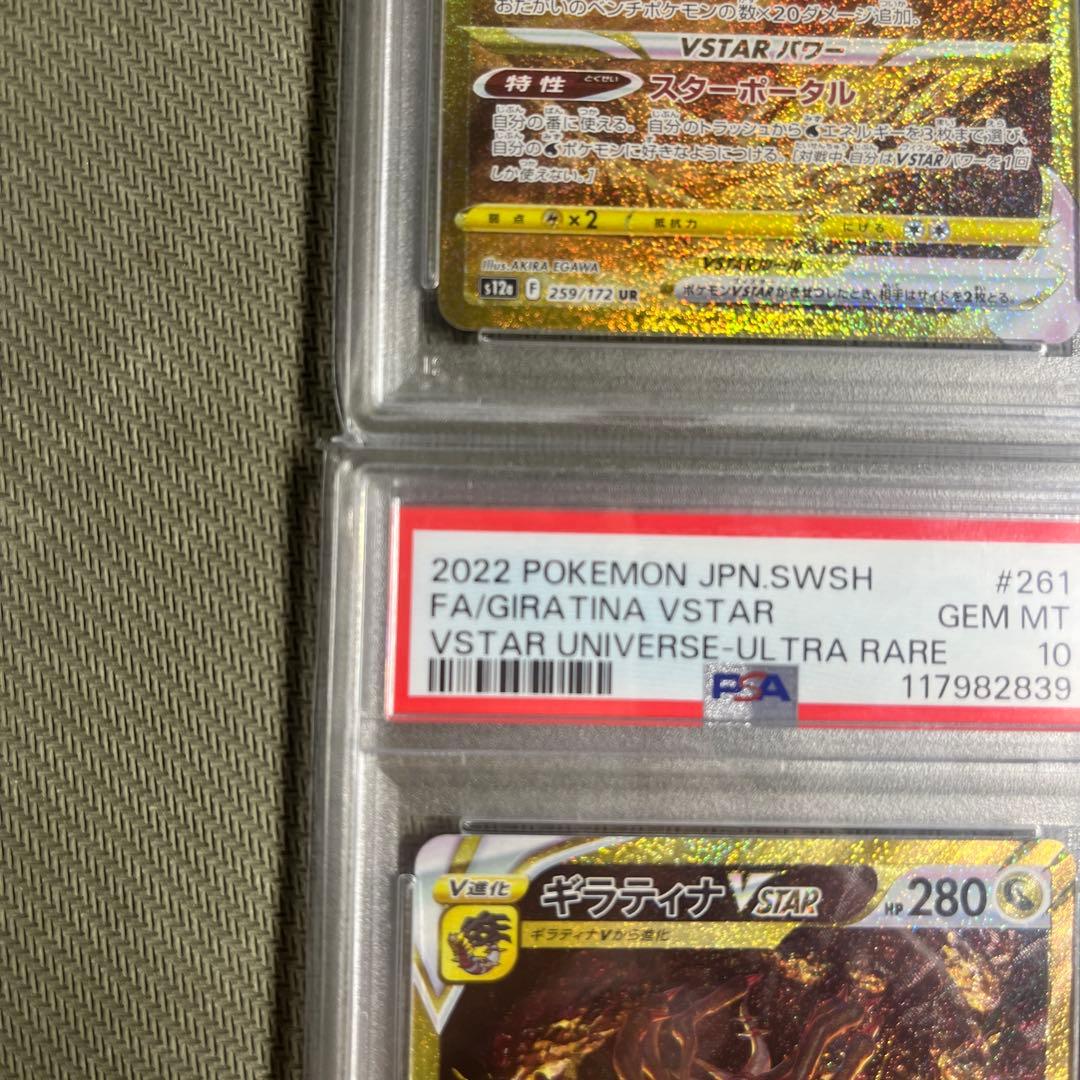 おたがいのベンチポケモンの数×20ダメージ追加。
VSTARパワー
特性 スターポータル
自分の番に使える。自分のトラッシュからエネルギーを3枚まで選び、
自分のポケモンに好きなようにつける。[対戦中、自分はVSTARパワーを1回
しか使えない。]
弱点 ×2 抵抗力 にげる
Illus. AKIRA EGAWA
VSTARルール
s12a F 259/172 UR
ポケモンVSTARがきぜつしたとき、相手はサイドを2枚とる。
2022 POKEMON JPN.SWSH #261
FA/GIRATINA VSTAR GEM MT
VSTAR UNIVERSE-ULTRA RARE 10
PSA 117982839
V進化 ギラティナVSTAR HP 280
ギラティナVから進化